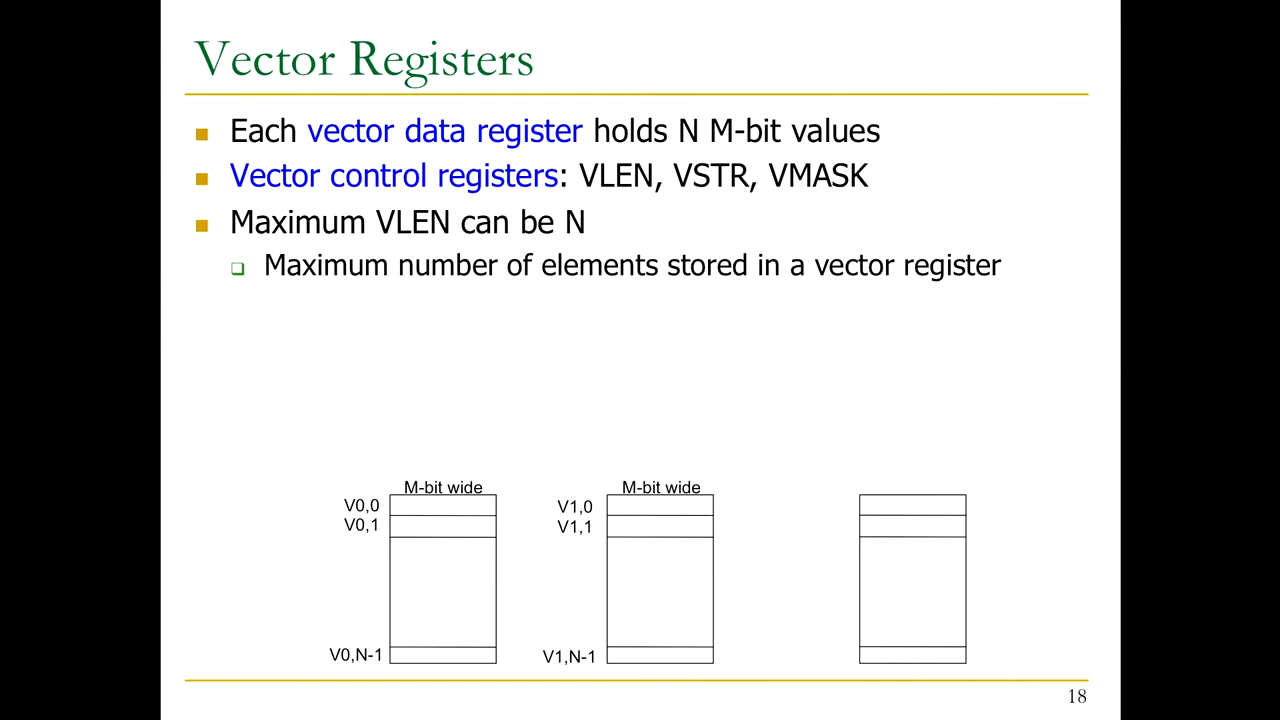 Vector Registers
Each vector data register holds N M-bit values
Vector control registers: VLEN, VSTR, VMASK
Maximum VLEN can be N
Maximum number of elements stored in a vector register
M-bit wide
V0,0
V0,1
V0,N-1
M-bit wide
V1,0
V1,1
V1,N-1
18